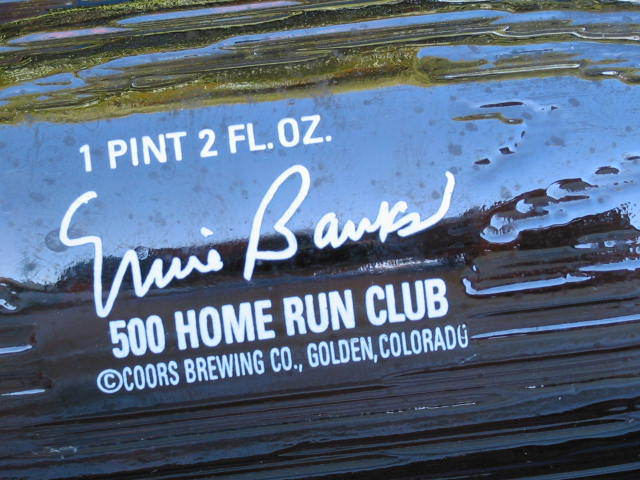 1 PINT 2 FL. OZ.
Ernie Banks
500 HOME RUN CLUB
©COORS BREWING CO., GOLDEN, COLORADO